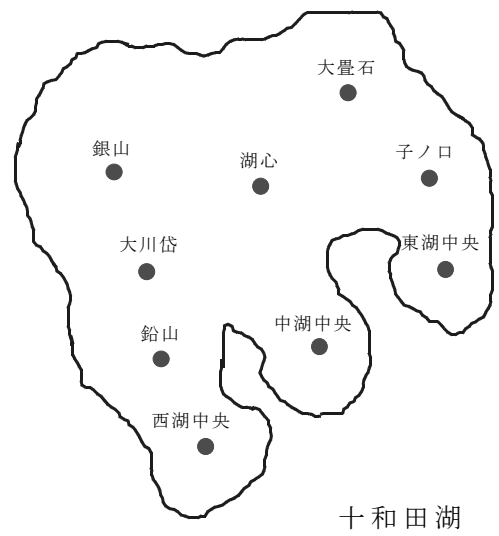 大畳石
銀山
湖心
子ノ口
大川岱
東湖中央
中湖中央
鉛山
西湖中央
十和田湖